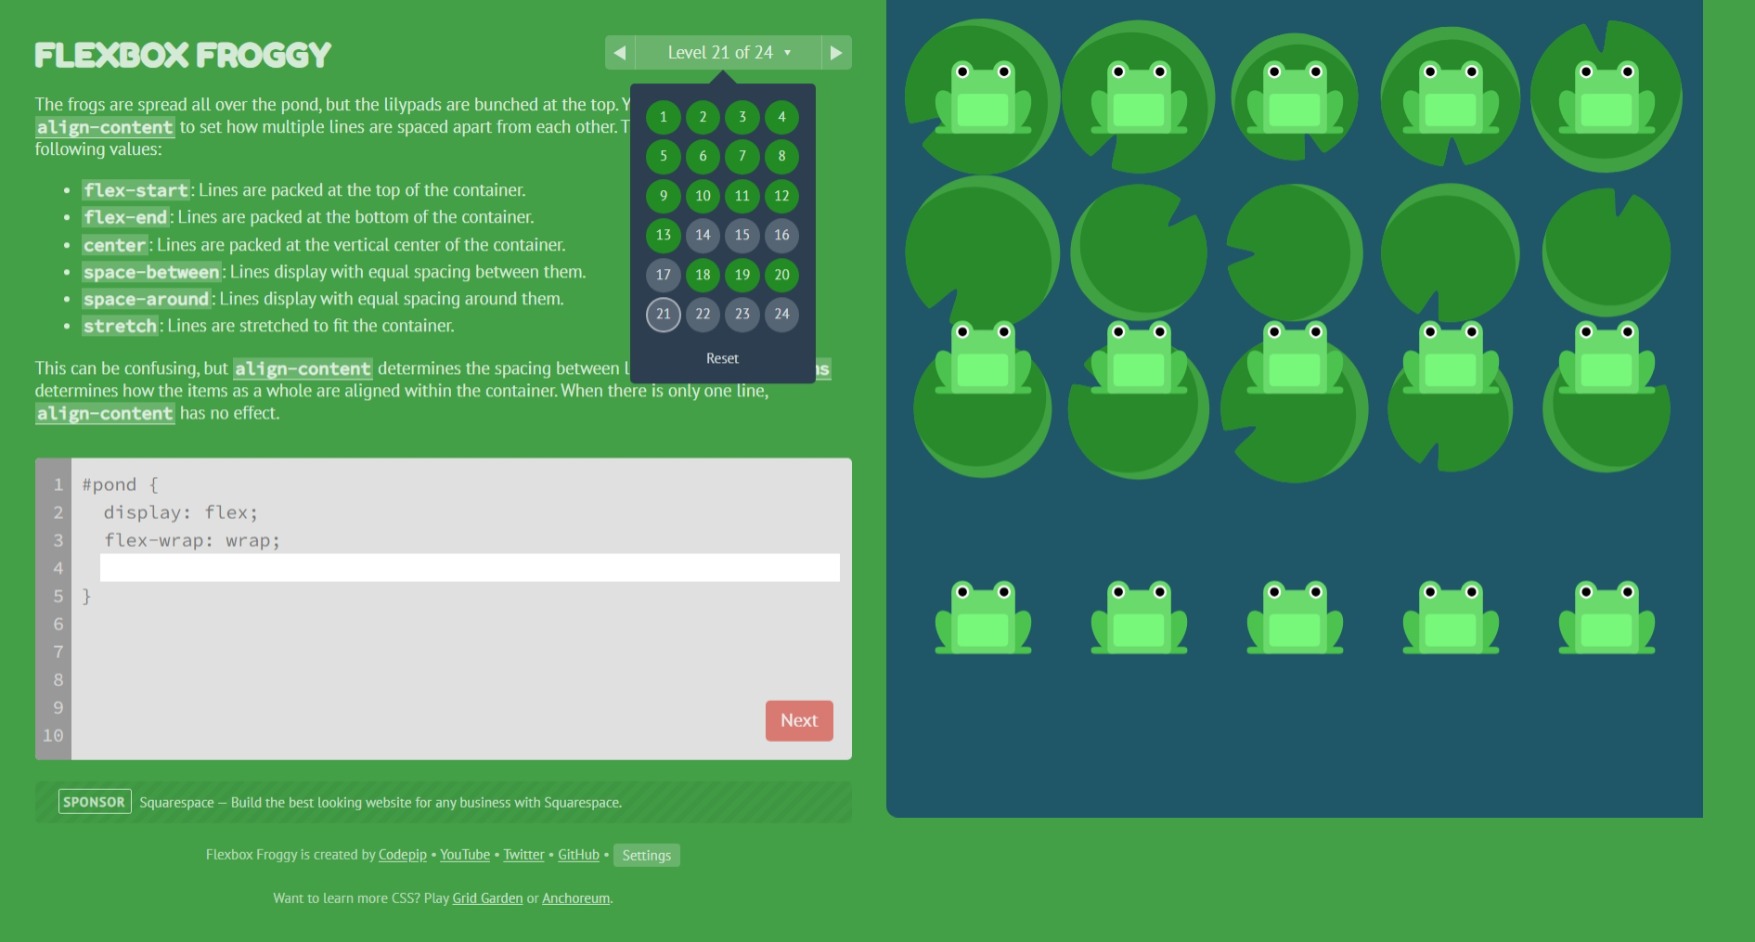 FLEXBOX FROGGY
Level 21 of 24
The frogs are spread all over the pond, but the lilypads are bunched at the top.
align-content to set how multiple lines are spaced apart from each other.
following values:
flex-start: Lines are packed at the top of the container.
flex-end: Lines are packed at the bottom of the container.
center: Lines are packed at the vertical center of the container.
space-between: Lines display with equal spacing between them.
space-around: Lines display with equal spacing around them.
stretch: Lines are stretched to fit the container.
This can be confusing, but align-content determines the spacing between
determines how the items as a whole are aligned within the container. When there is only one line,
align-content has no effect.
1 2 3 4
5 6 7 8
9 10 11 12
13 14 15 16
17 18 19 20
21 22 23 24
Reset
1 #pond {
2 display: flex;
3 flex-wrap: wrap;
4
5 }
6
7
8
9
10
Next
SPONSOR Squarespace — Build the best looking website for any business with Squarespace.
Flexbox Froggy is created by Codepip • YouTube • Twitter • GitHub • Settings
Want to learn more CSS? Play Grid Garden or Anchoreum.